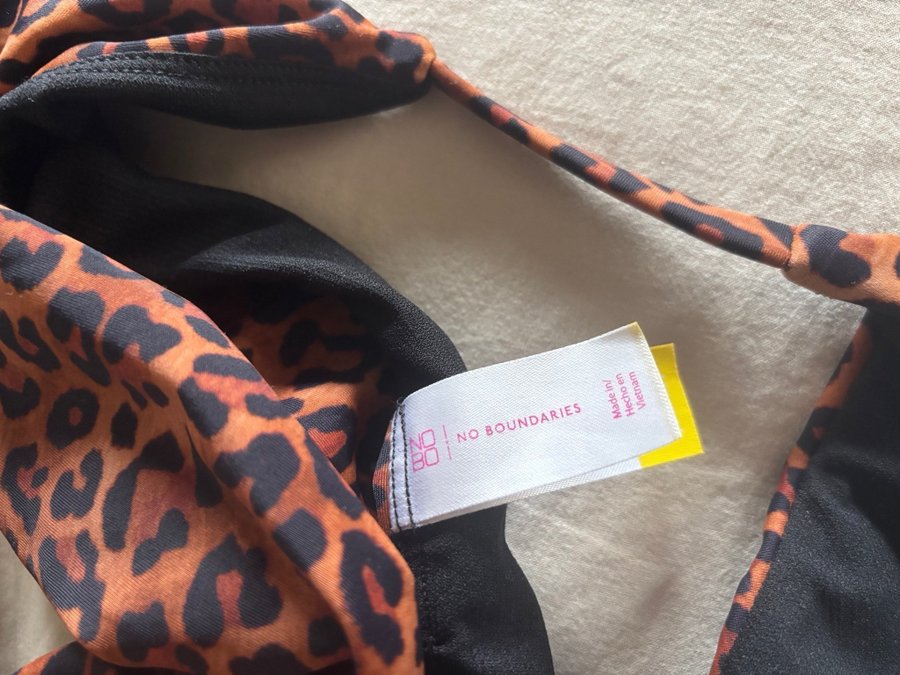 NO
BO
NO BOUNDARIES
Made in/
Hecho en
Vietnam